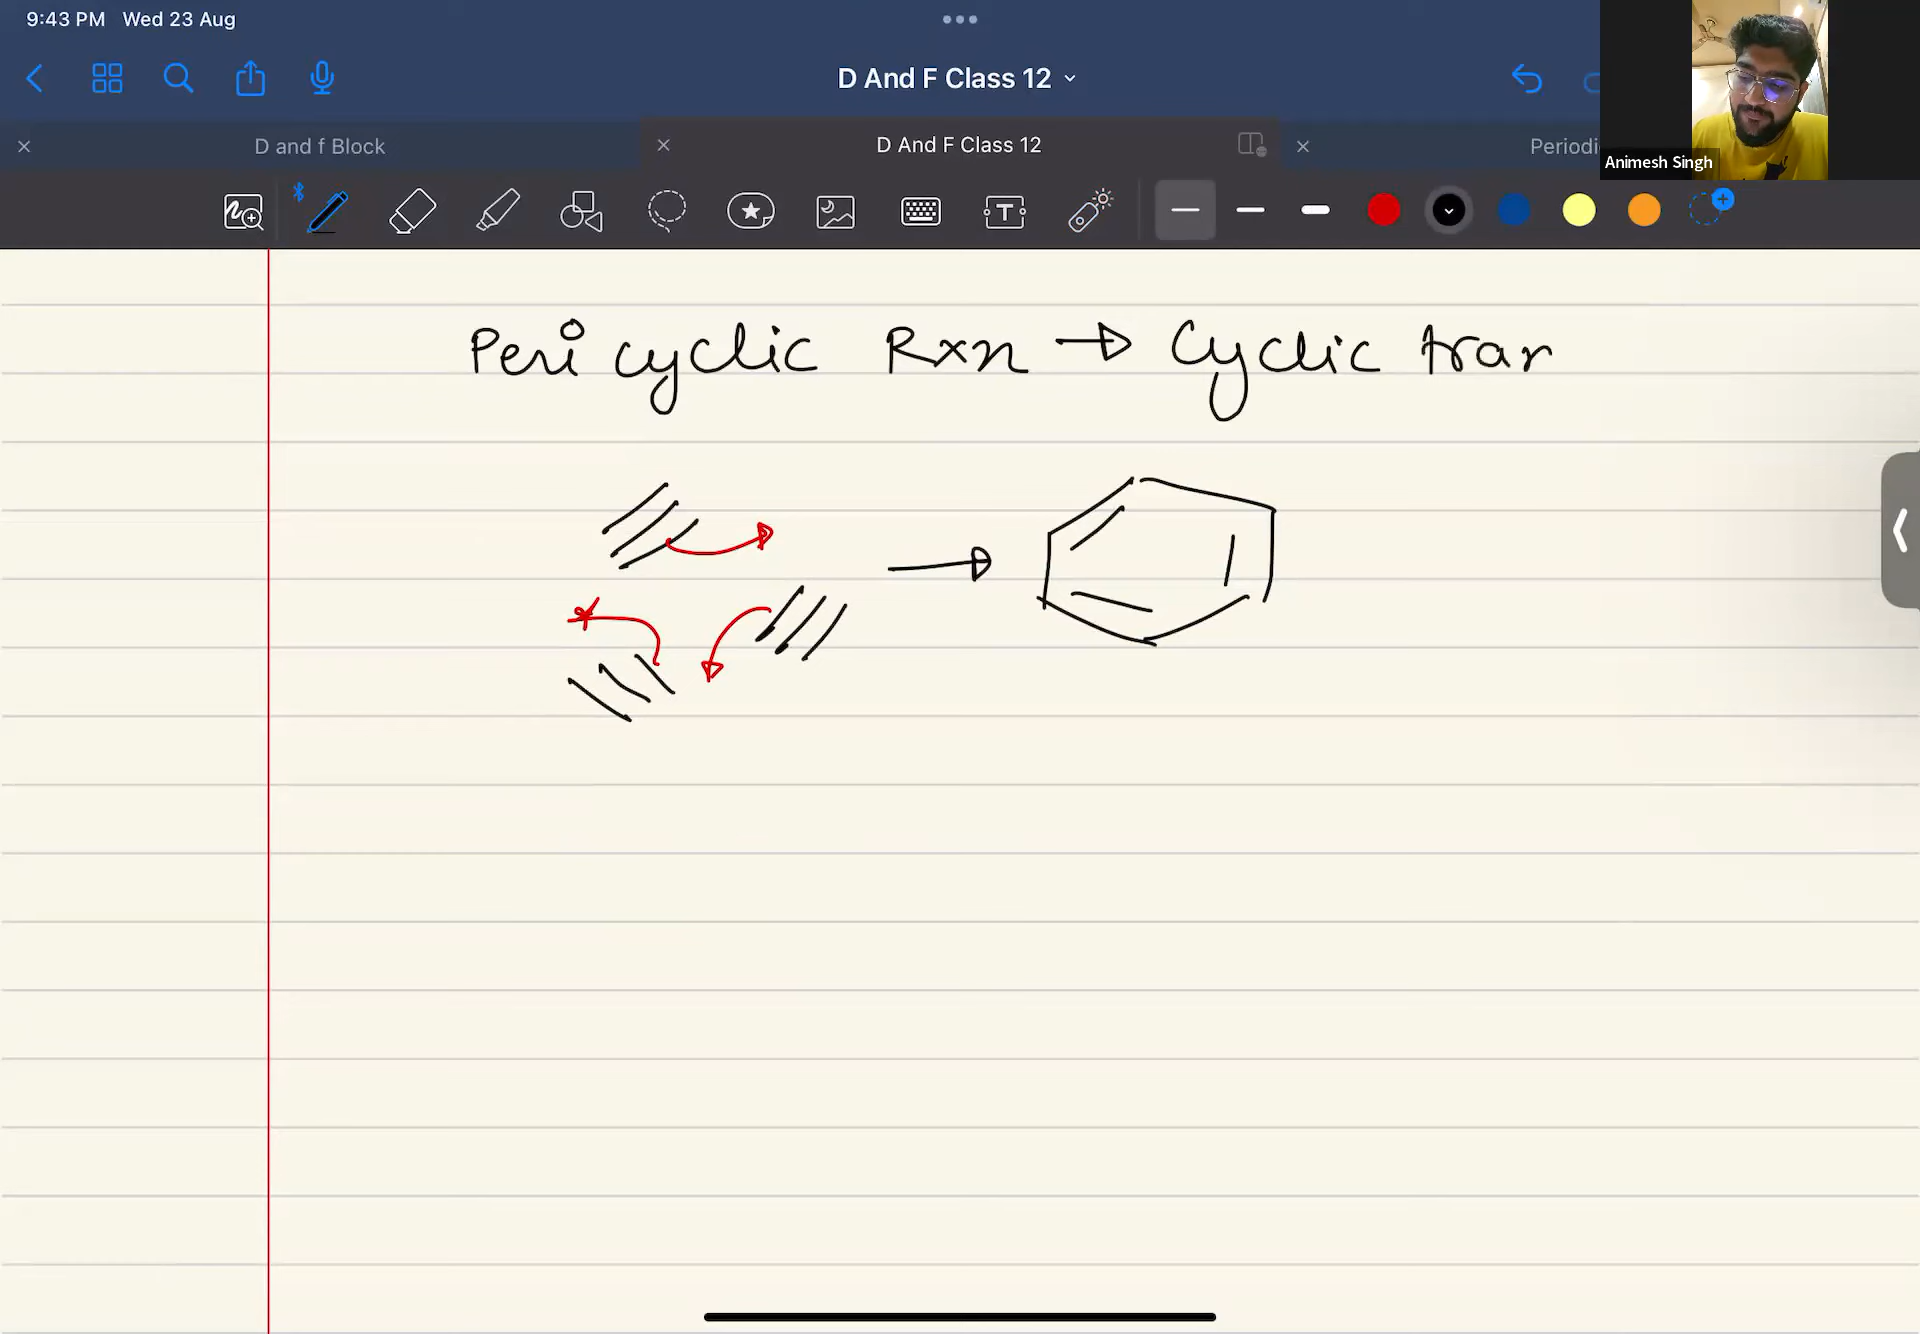 9:43 PM Wed 23 Aug
D And F Class 12
D and f Block
D And F Class 12
Periodi
Animesh Singh
T
Peri cyclic Rxn → Cyclic tran